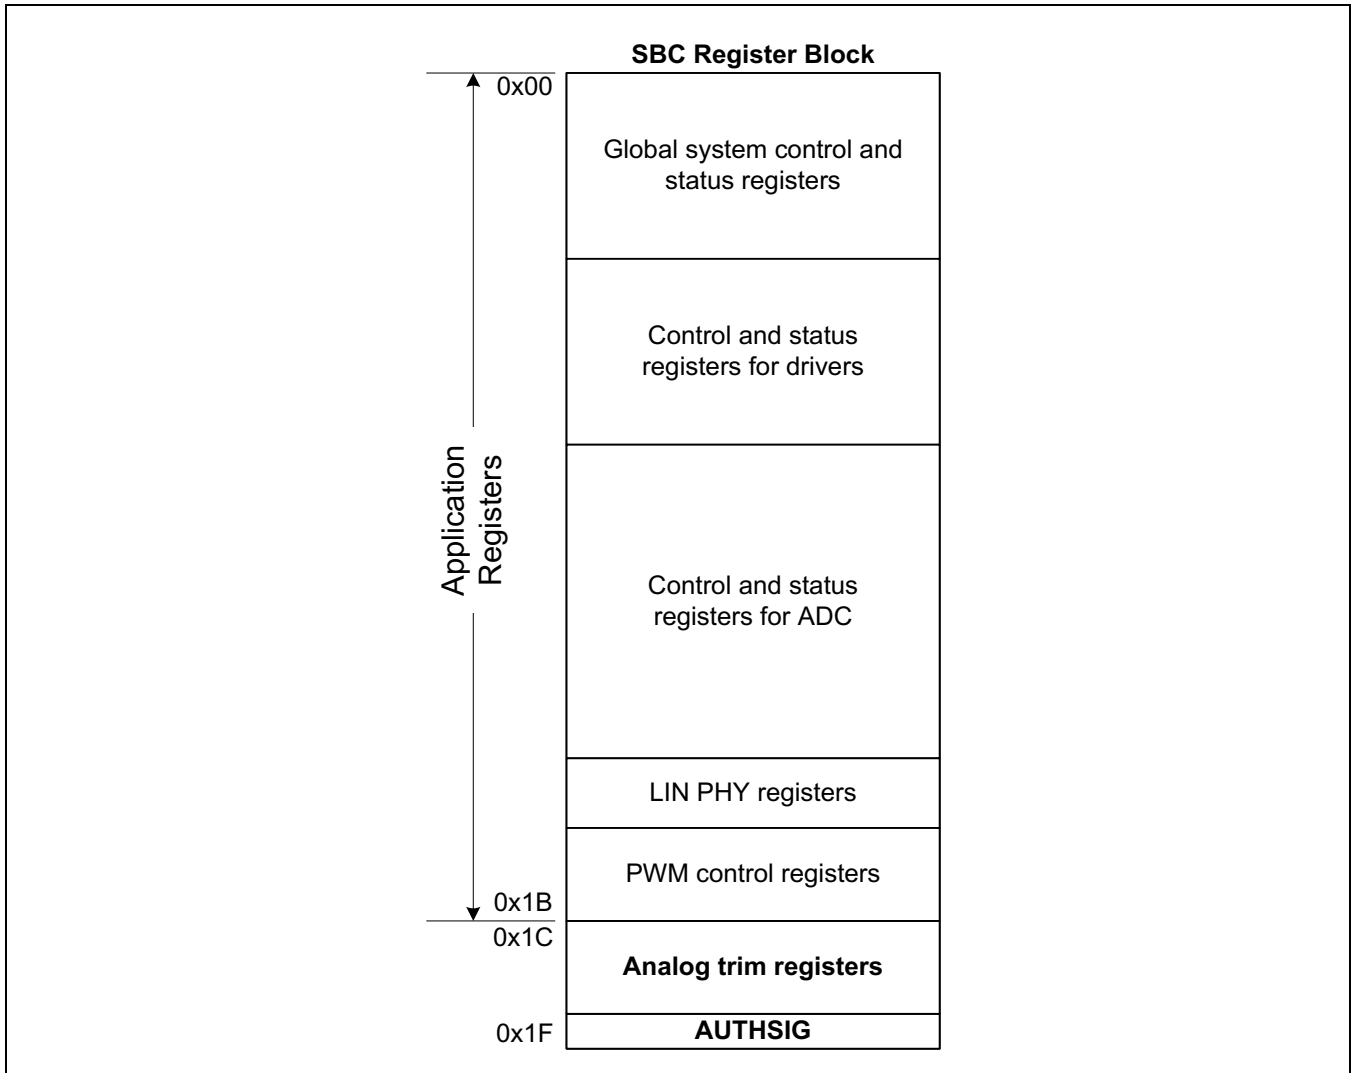 SBC Register Block
0x00
Global system control and
status registers
Control and status
registers for drivers
Application
Registers
Control and status
registers for ADC
LIN PHY registers
PWM control registers
0x1B
0x1C
Analog trim registers
0x1F
AUTHSIG